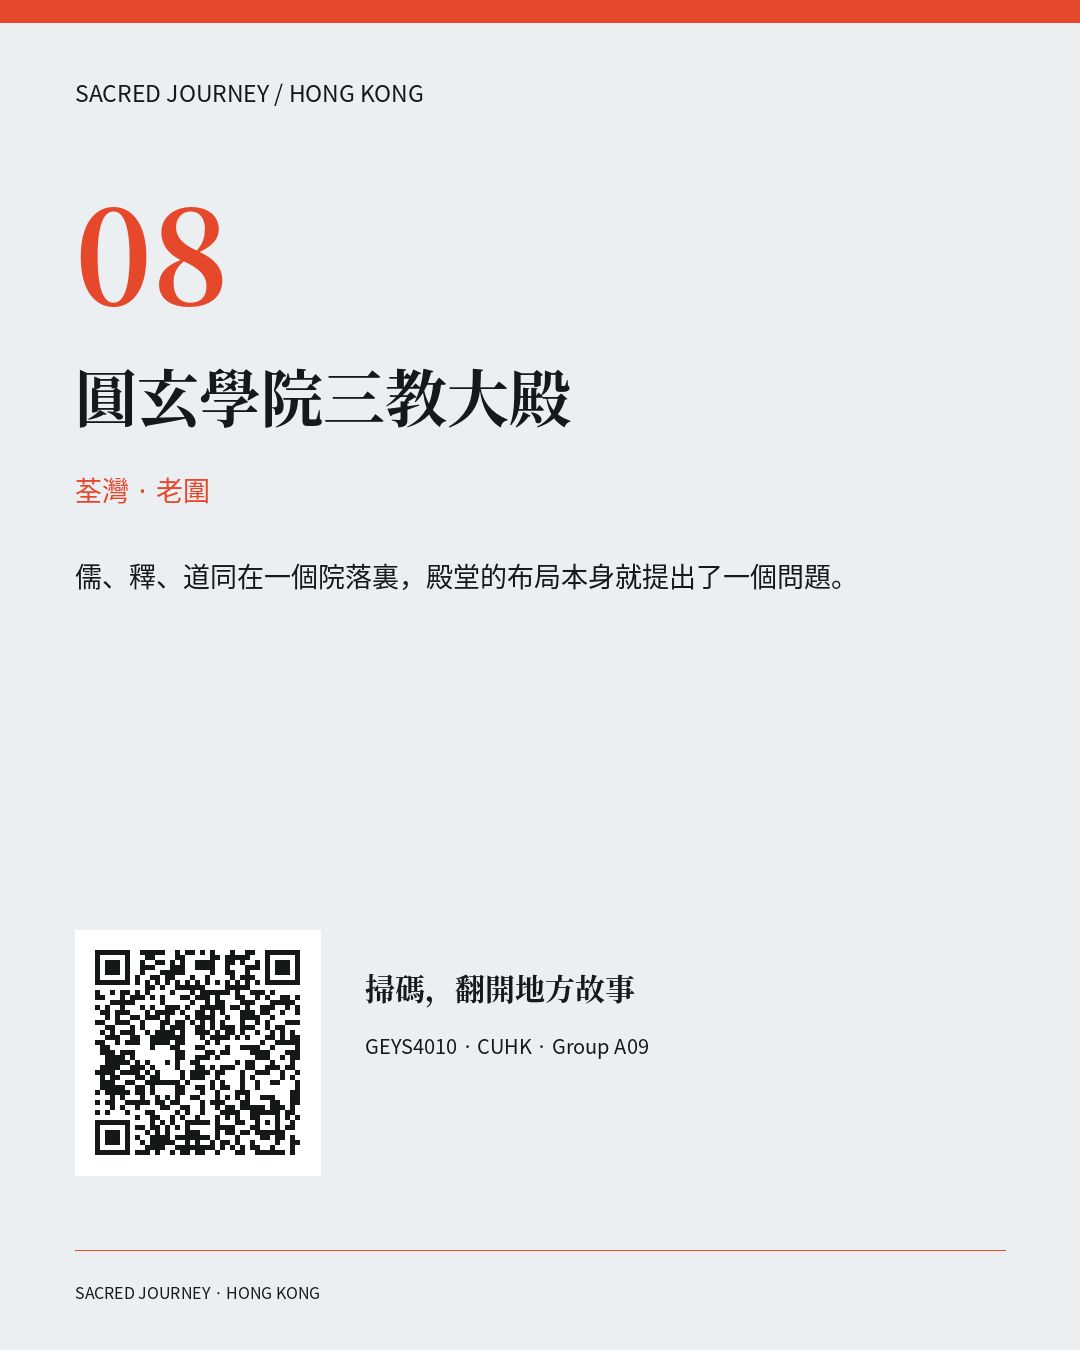 SACRED JOURNEY / HONG KONG
08
圓玄學院三教大殿
荃灣 · 老圍
儒、釋、道同在一個院落裏，殿堂的布局本身就提出了一個問題。
掃碼，翻開地方故事
GEYS4010 · CUHK · Group A09
SACRED JOURNEY · HONG KONG